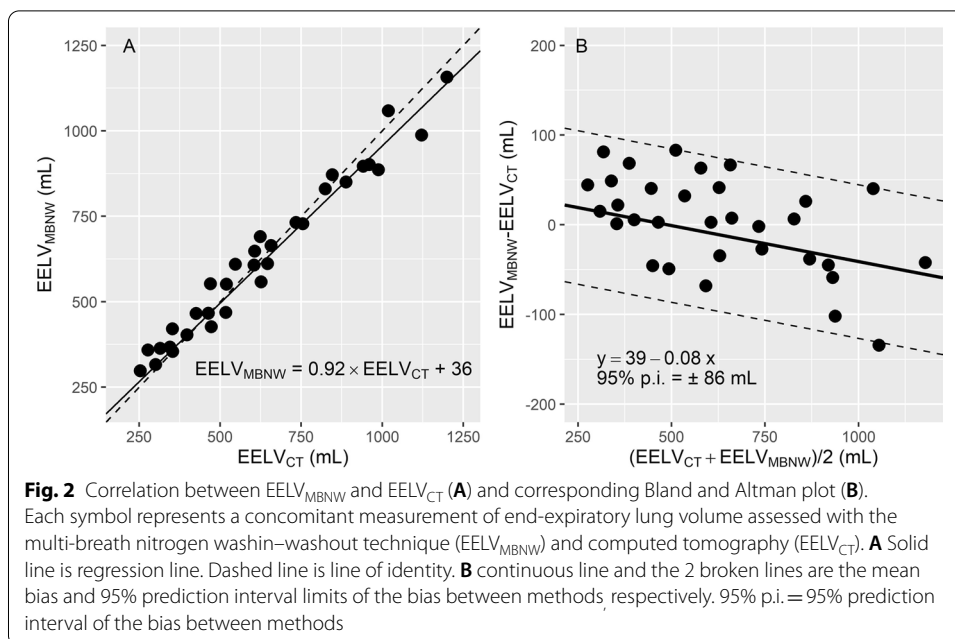 A
1250
1000
750
500
250
EELV_MBNW (mL)
EELV_MBNW = 0.92 × EELV_CT + 36
250 500 750 1000 1250
EELV_CT (mL)
B
200
100
0
-100
-200
EELV_MBNW-EELV_CT (mL)
y = 39 – 0.08 x
95% p.i. = ± 86 mL
250 500 750 1000
(EELV_CT + EELV_MBNW)/2 (mL)
Fig. 2 Correlation between EELV_MBNW and EELV_CT (A) and corresponding Bland and Altman plot (B).
Each symbol represents a concomitant measurement of end-expiratory lung volume assessed with the
multi-breath nitrogen washin–washout technique (EELV_MBNW) and computed tomography (EELV_CT). A Solid
line is regression line. Dashed line is line of identity. B continuous line and the 2 broken lines are the mean
bias and 95% prediction interval limits of the bias between methods, respectively. 95% p.i. = 95% prediction
interval of the bias between methods